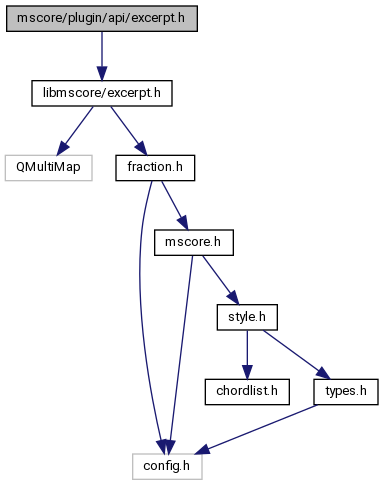 mscore/plugin/api/excerpt.h
libmscore/excerpt.h
QMultiMap
fraction.h
mscore.h
style.h
chordlist.h
types.h
config.h